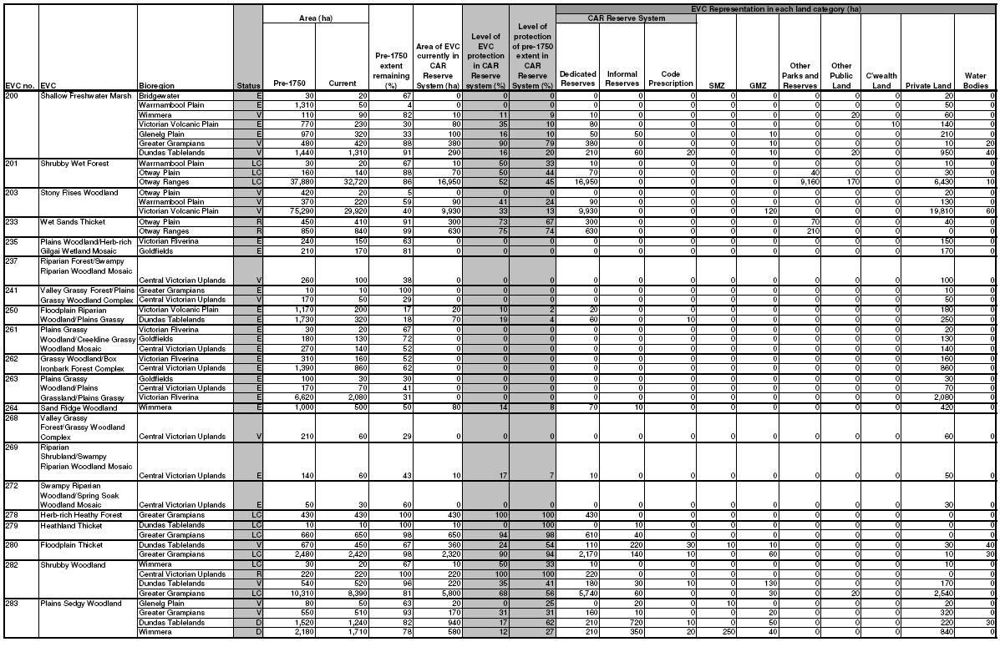 EVC Representation in each land category (ha)
Area (ha) CAR Reserve System
EVC no. EVC Bioregion Status Pre-1750 Current Pre-1750 extent remaining (%) Area of EVC currently in CAR Reserve System (ha) Level of EVC protection in CAR Reserve system (%) Level of protection of pre-1750 extent in CAR Reserve System (%) Dedicated Reserves Informal Reserves Code Prescription SMZ GMZ Other Parks and Reserves Other Public Land C'wealth Land Private Land Water Bodies
200 Shallow Freshwater Marsh Bridgewater E 30 20 67 0 0 0 0 0 0 0 0 0 0 0 20 0
Warrnambool Plain E 1,310 50 4 0 0 0 0 0 0 0 0 0 0 0 50 0
Wimmera V 110 90 82 10 11 9 10 0 0 0 0 0 20 0 60 0
Victorian Volcanic Plain E 770 230 30 80 35 10 80 0 0 0 0 0 0 10 140 0
Glenelg Plain E 970 320 33 100 16 10 50 50 0 0 10 0 0 0 210 0
Greater Grampians V 480 420 88 380 90 79 380 0 0 0 10 0 0 0 10 20
Dundas Tablelands V 1,440 1,310 91 290 16 20 210 60 20 0 10 0 20 0 950 40
201 Shrubby Wet Forest Warrnambool Plain LC 30 20 67 10 50 33 10 0 0 0 0 0 0 0 10 0
Otway Plain LC 160 140 88 70 50 44 70 0 0 0 0 40 0 0 30 0
Otway Ranges LC 37,880 32,720 86 16,950 52 45 16,950 0 0 0 0 9,160 170 0 6,430 10
203 Stony Rises Woodland Otway Plain V 420 20 5 0 0 0 0 0 0 0 0 0 0 0 20 0
Warrnambool Plain V 370 220 59 90 41 24 90 0 0 0 0 0 0 0 130 0
Victorian Volcanic Plain V 75,290 29,920 40 9,930 33 13 9,930 0 0 0 120 0 0 0 19,810 60
233 Wet Sands Thicket Otway Plain R 450 410 91 300 73 67 300 0 0 0 0 70 0 0 40 0
Otway Ranges R 850 840 99 630 75 74 630 0 0 0 0 210 0 0 0 0
235 Plains Woodland/Herb-rich Victorian Riverina E 240 150 63 0 0 0 0 0 0 0 0 0 0 0 150 0
Gilgai Wetland Mosaic Goldfields E 210 170 81 0 0 0 0 0 0 0 0 0 0 0 170 0
237 Riparian Forest/Swampy
Riparian Woodland Mosaic
Central Victorian Uplands V 260 100 38 0 0 0 0 0 0 0 0 0 0 0 100 0
241 Valley Grassy Forest/Plains Greater Grampians E 10 10 100 0 0 0 0 0 0 0 0 0 0 0 10 0
Grassy Woodland Complex Central Victorian Uplands V 170 50 29 0 0 0 0 0 0 0 0 0 0 0 50 0
250 Floodplain Riparian Victorian Volcanic Plain E 1,170 200 17 20 10 2 20 0 0 0 0 0 0 0 180 0
Woodland/Plains Grassy Dundas Tablelands E 1,730 320 18 70 19 4 60 0 10 0 0 0 0 0 250 0
261 Plains Grassy Victorian Riverina E 30 20 67 0 0 0 0 0 0 0 0 0 0 0 20 0
Woodland/Creekline Grassy Goldfields E 180 130 72 0 0 0 0 0 0 0 0 0 0 0 130 0
Woodland Mosaic Central Victorian Uplands E 270 140 52 0 0 0 0 0 0 0 0 0 0 0 140 0
262 Grassy Woodland/Box Victorian Riverina E 310 160 52 0 0 0 0 0 0 0 0 0 0 0 160 0
Ironbark Forest Complex Central Victorian Uplands E 1,390 860 62 0 0 0 0 0 0 0 0 0 0 0 860 0
263 Plains Grassy Goldfields E 100 30 30 0 0 0 0 0 0 0 0 0 0 0 30 0
Woodland/Plains Central Victorian Uplands E 170 70 41 0 0 0 0 0 0 0 0 0 0 0 70 0
Grassland/Plains Grassy Victorian Riverina E 6,620 2,080 31 0 0 0 0 0 0 0 0 0 0 0 2,080 0
264 Sand Ridge Woodland Wimmera E 1,000 500 50 80 14 8 70 10 0 0 0 0 0 0 420 0
268 Valley Grassy
Forest/Grassy Woodland
Complex Central Victorian Uplands V 210 60 29 0 0 0 0 0 0 0 0 0 0 0 60 0
269 Riparian
Shrubland/Swampy
Riparian Woodland Mosaic
Central Victorian Uplands E 140 60 43 10 17 7 10 0 0 0 0 0 0 0 50 0
272 Swampy Riparian
Woodland/Spring Soak
Woodland Mosaic Central Victorian Uplands E 50 30 60 0 0 0 0 0 0 0 0 0 0 0 30 0
278 Herb-rich Heathy Forest Greater Grampians LC 430 430 100 430 100 100 430 0 0 0 0 0 0 0 0 0
279 Heathland Thicket Dundas Tablelands LC 10 10 100 10 0 100 0 10 0 0 0 0 0 0 0 0
Greater Grampians LC 660 650 98 650 94 98 610 40 0 0 0 0 0 0 0 0
280 Floodplain Thicket Dundas Tablelands V 670 450 67 360 24 54 110 220 30 10 10 0 0 0 30 40
Greater Grampians LC 2,480 2,420 98 2,320 90 94 2,170 140 10 0 60 0 0 0 10 30
282 Shrubby Woodland Wimmera LC 30 20 67 10 50 33 10 0 0 0 0 0 0 0 10 0
Central Victorian Uplands R 220 220 100 220 100 100 220 0 0 0 0 0 0 0 0 0
Dundas Tablelands V 540 520 96 220 35 41 180 30 10 0 130 0 0 0 170 0
Greater Grampians LC 10,310 8,390 81 5,800 68 56 5,740 60 0 0 30 0 20 0 2,540 0
283 Plains Sedgy Woodland Glenelg Plain V 80 50 63 20 0 25 0 20 0 10 0 0 0 0 20 0
Greater Grampians V 550 510 93 170 31 31 160 10 0 0 20 0 0 0 320 0
Dundas Tablelands D 1,520 1,240 82 940 17 62 210 720 10 0 50 0 0 0 220 30
Wimmera D 2,180 1,710 78 580 12 27 210 350 20 250 40 0 0 0 840 0